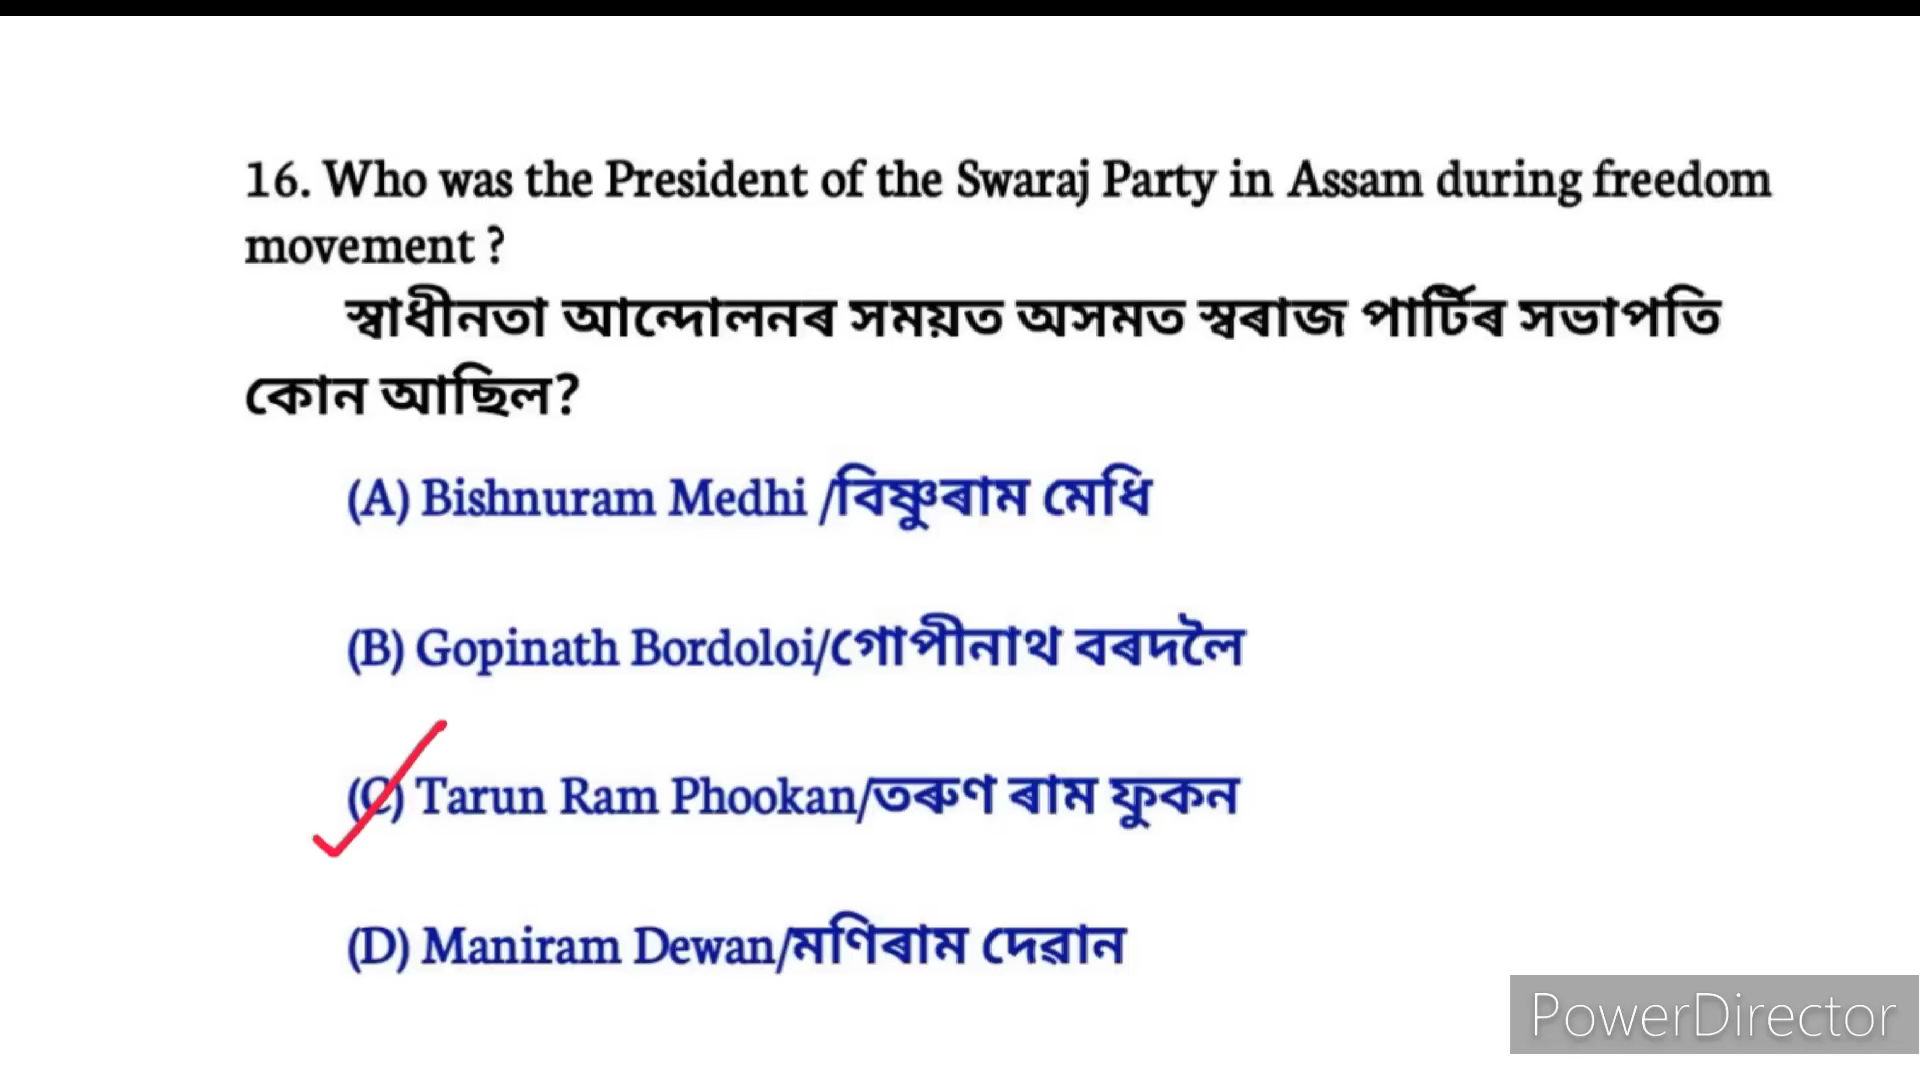 16. Who was the President of the Swaraj Party in Assam during freedom
movement ?
স্বাধীনতা আন্দোলনৰ সময়ত অসমত স্বৰাজ পাৰ্টিৰ সভাপতি
কোন আছিল?
(A) Bishnuram Medhi /বিষ্ণুৰাম মেধি
(B) Gopinath Bordoloi/গোপীনাথ বৰদলৈ
(C) Tarun Ram Phookan/তৰুণ ৰাম ফুকন
(D) Maniram Dewan/মণিৰাম দেৱান
PowerDirector